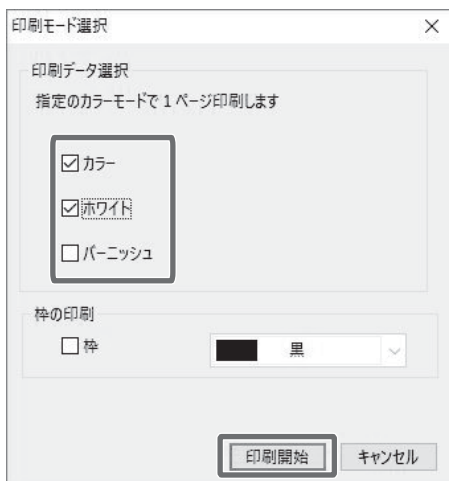 印刷モード選択
印刷データ選択
指定のカラーモードで1ページ印刷します
カラー
ホワイト
バーニッシュ
枠の印刷
枠 黒
印刷開始 キャンセル